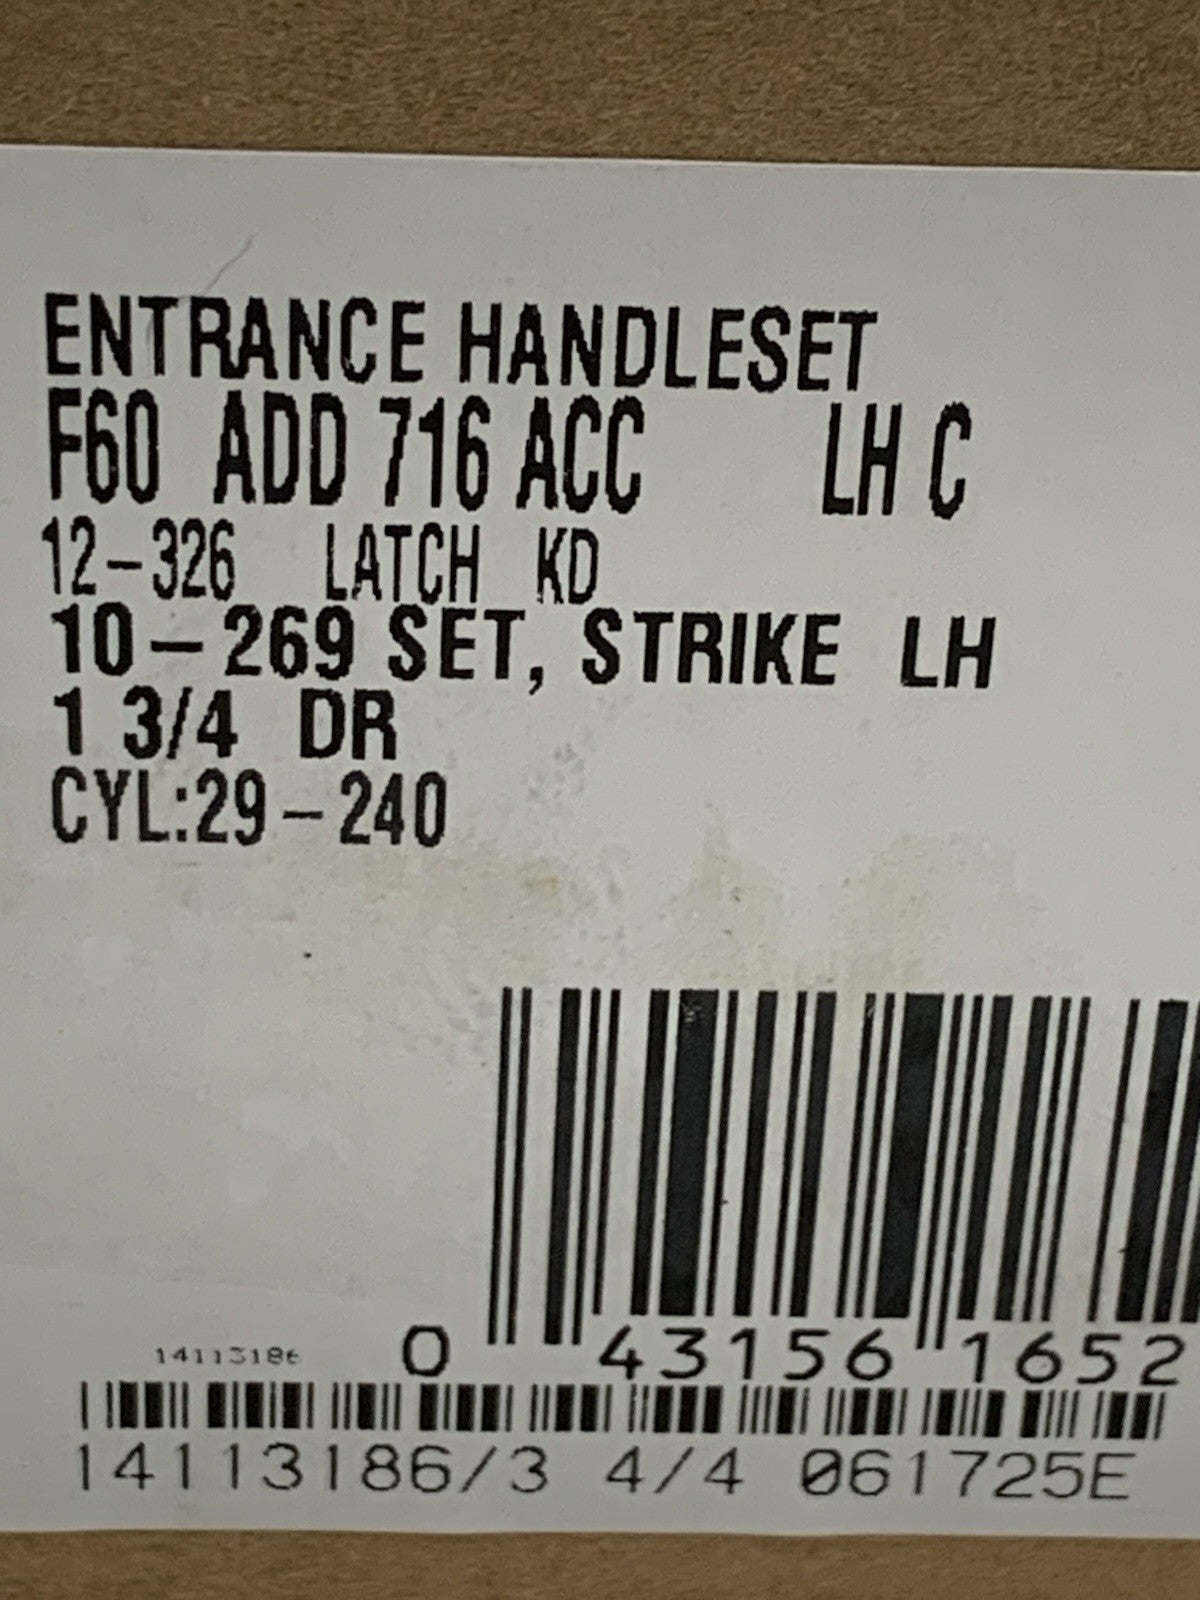 ENTRANCE HANDLESET
F60 ADD 716 ACC LH C
12-326 LATCH KD
10-269 SET, STRIKE LH
1 3/4 DR
CYL:29-240
0 43156 1652
14113186
14113186/3 4/4 061725E